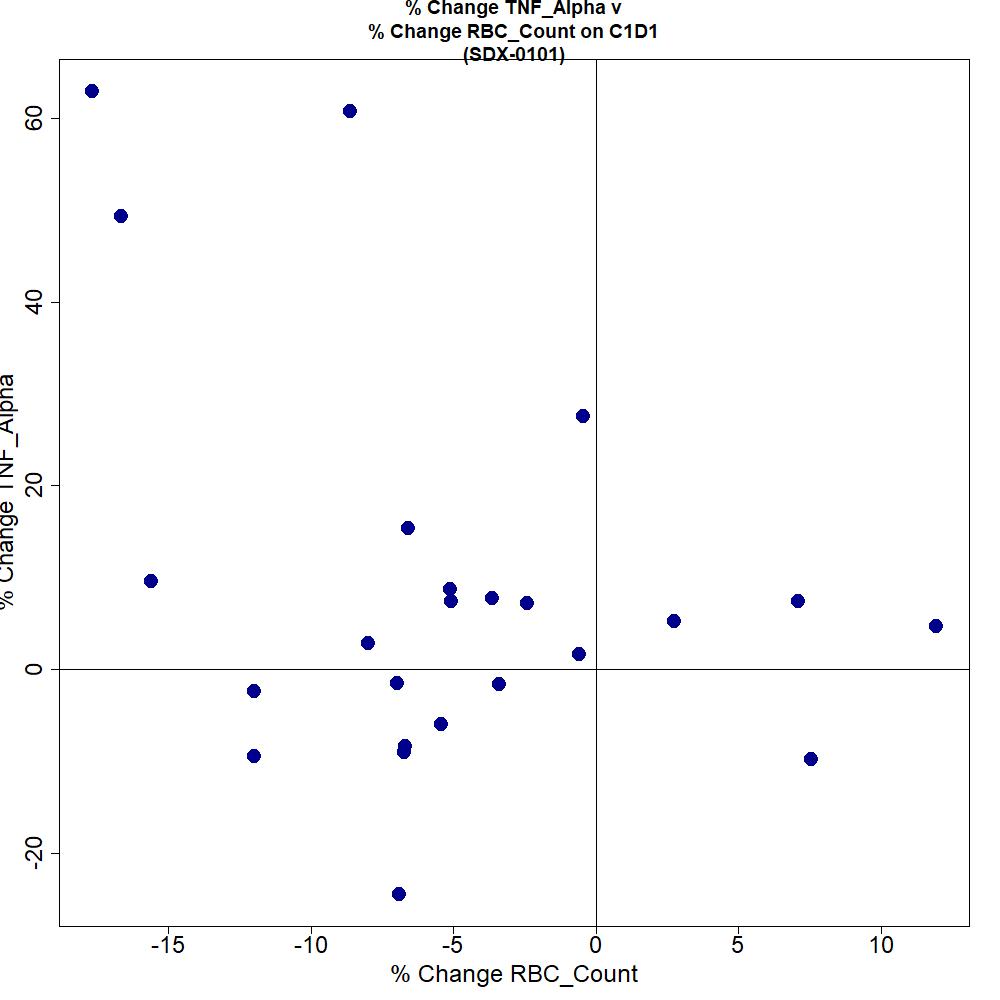 % Change TNF_Alpha v
% Change RBC_Count on C1D1
(SDX-0101)
% Change TNF_Alpha
60
40
20
0
-20
-15
-10
-5
0
5
10
% Change RBC_Count